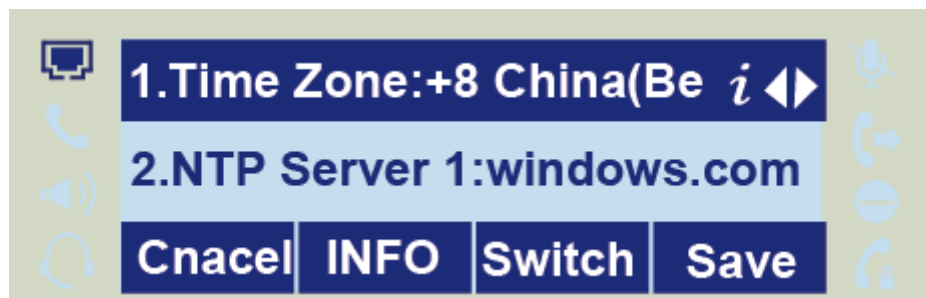 1.Time Zone:+8 China(Be i
2.NTP Server 1:windows.com
Cnacel INFO Switch Save